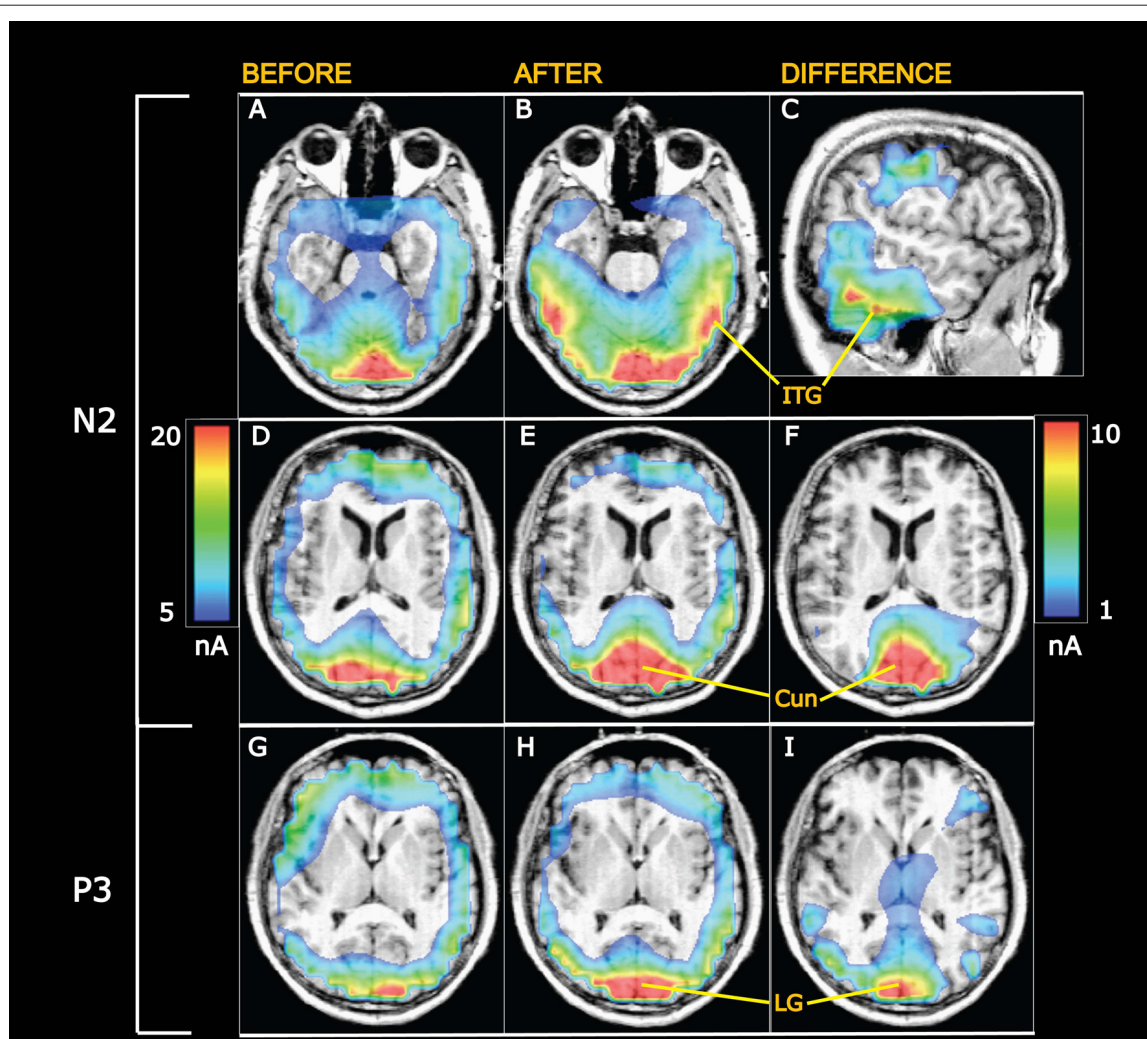 BEFORE AFTER DIFFERENCE
A B C
ITG
N2
20 D E F 10
5 1
nA nA
Cun
G H I
P3
LG